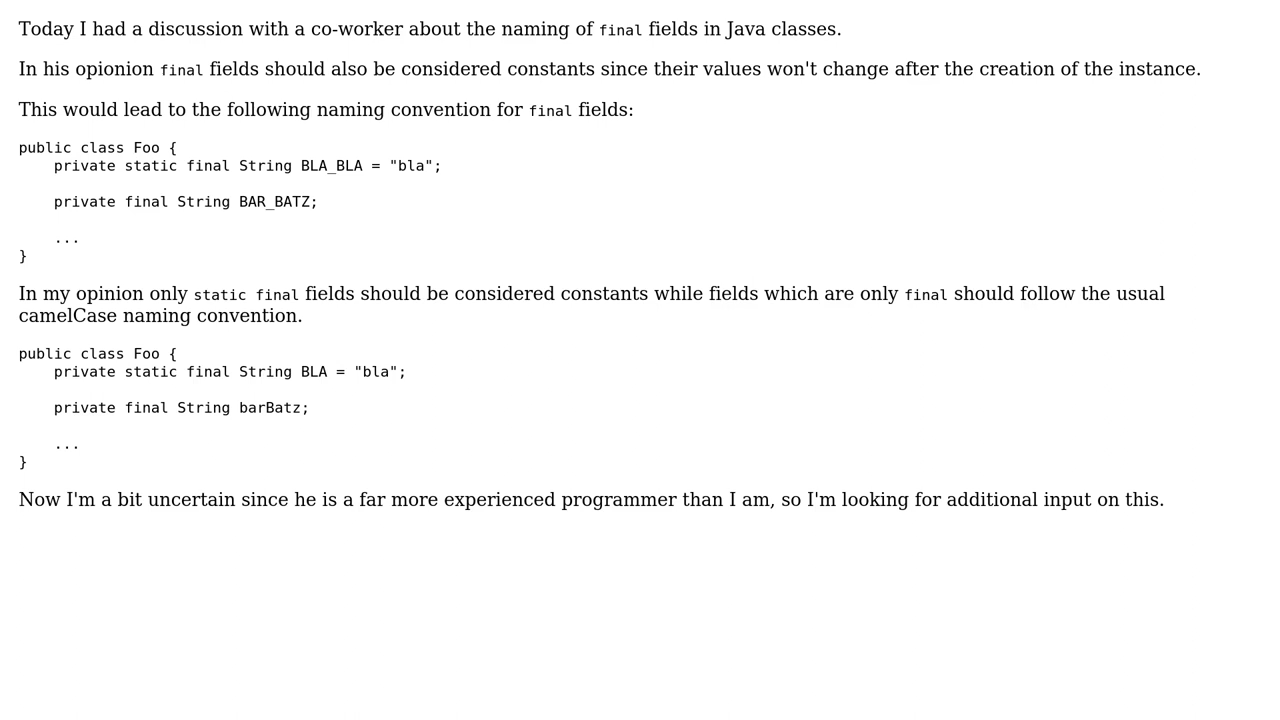 Today I had a discussion with a co-worker about the naming of final fields in Java classes.
In his opionion final fields should also be considered constants since their values won't change after the creation of the instance.
This would lead to the following naming convention for final fields:
public class Foo {
    private static final String BLA_BLA = "bla";
    private final String BAR_BATZ;
    ...
}
In my opinion only static final fields should be considered constants while fields which are only final should follow the usual
camelCase naming convention.
public class Foo {
    private static final String BLA = "bla";
    private final String barBatz;
    ...
}
Now I'm a bit uncertain since he is a far more experienced programmer than I am, so I'm looking for additional input on this.